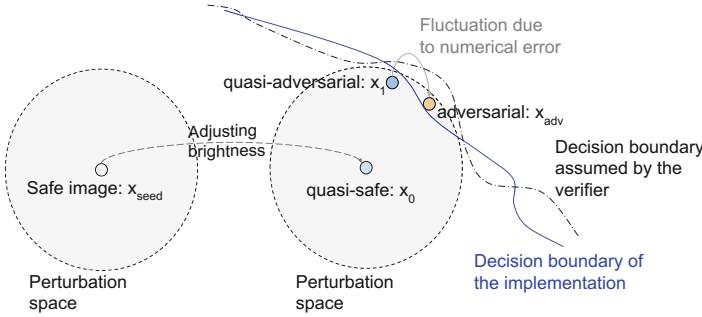 Fluctuation due
to numerical error
quasi-adversarial: x1
adversarial: xadv
Adjusting
brightness
Decision boundary
assumed by the
verifier
Safe image: xseed
quasi-safe: x0
Decision boundary of
the implementation
Perturbation
space
Perturbation
space